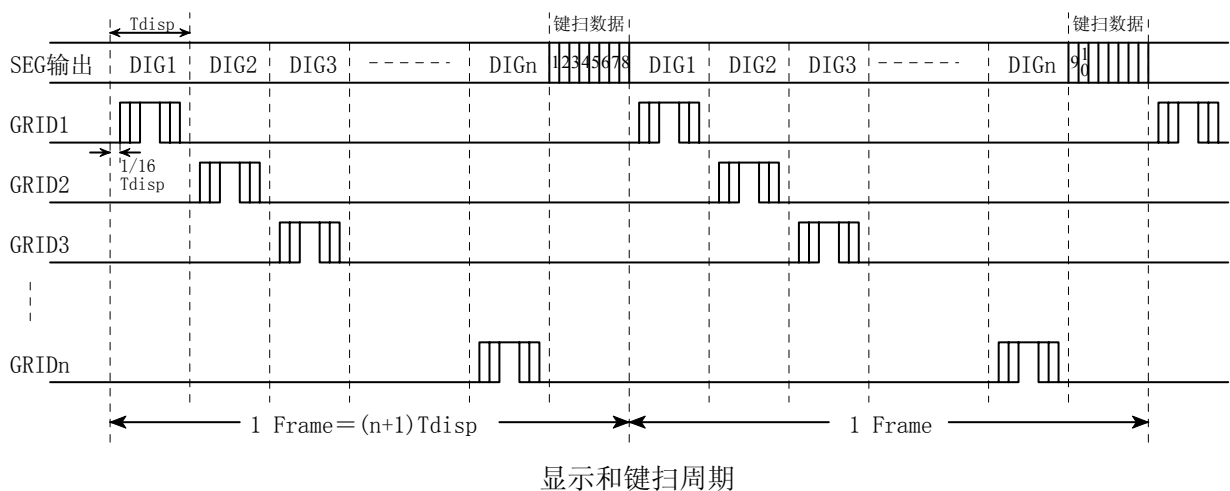 Tdisp 键扫数据 键扫数据
SEG输出 DIG1 DIG2 DIG3 DIGn 12345678 DIG1 DIG2 DIG3 DIGn 9 10
GRID1
1/16
Tdisp
GRID2
GRID3
GRIDn
1 Frame=(n+1)Tdisp 1 Frame
显示和键扫周期